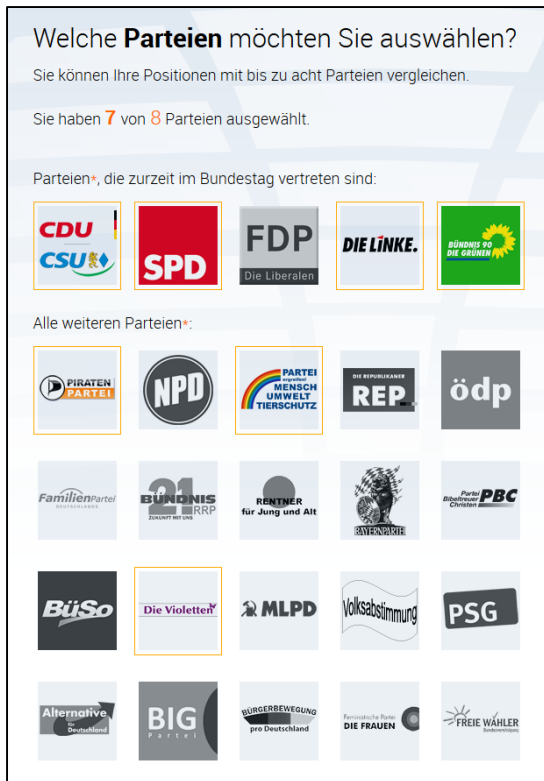 Welche Parteien möchten Sie auswählen?
Sie können Ihre Positionen mit bis zu acht Parteien vergleichen.
Sie haben 7 von 8 Parteien ausgewählt.
Parteien*, die zurzeit im Bundestag vertreten sind:
CDU
CSU
SPD
FDP
Die Liberalen
DIE LINKE.
BÜNDNIS 90
DIE GRÜNEN
Alle weiteren Parteien*:
PIRATEN
PARTEI
NPD
PARTEI
MENSCH
UMWELT
TIERSCHUTZ
DIE REPUBLIKANER
REP
ödp
FamilienPartei
DEUTSCHLANDS
21
BÜNDNIS
RRP
ZUKUNFT MIT UNS
RENTNER
für Jung und Alt
BAYERNPARTEI
Partei
Bibeltreuer
Christen
PBC
BüSo
Die Violetten
MLPD
Volksabstimmung
PSG
Alternative
für
Deutschland
BIG
Partei
BÜRGERBEWEGUNG
pro Deutschland
Feministische Partei
DIE FRAUEN
FREIE WÄHLER
Bundesvereinigung